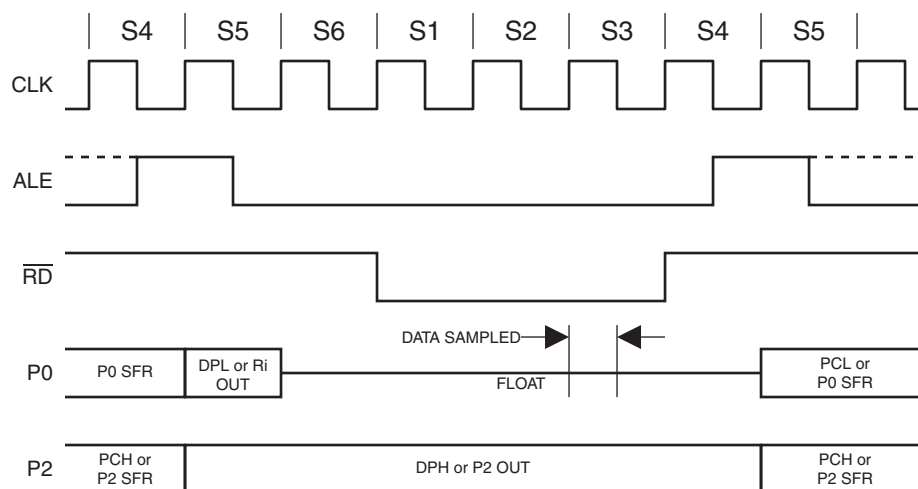 S4 S5 S6 S1 S2 S3 S4 S5
CLK
ALE
RD
DATA SAMPLED
P0
P0 SFR
DPL or Ri
OUT
FLOAT
PCL or
P0 SFR
P2
PCH or
P2 SFR
DPH or P2 OUT
PCH or
P2 SFR